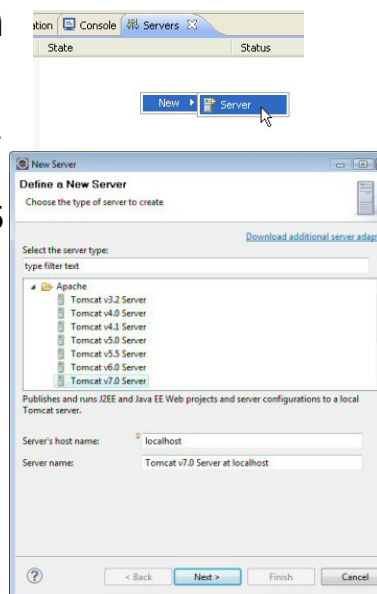 ation Console Servers
State Status
New Server
New Server
Define a New Server
Choose the type of server to create
Download additional server adap
Select the server type:
type filter text
Apache
Tomcat v3.2 Server
Tomcat v4.0 Server
Tomcat v4.1 Server
Tomcat v5.0 Server
Tomcat v5.5 Server
Tomcat v6.0 Server
Tomcat v7.0 Server
Publishes and runs J2EE and Java EE Web projects and server configurations to a local
Tomcat server.
Server's host name: localhost
Server name: Tomcat v7.0 Server at localhost
? < Back Next > Finish Cancel